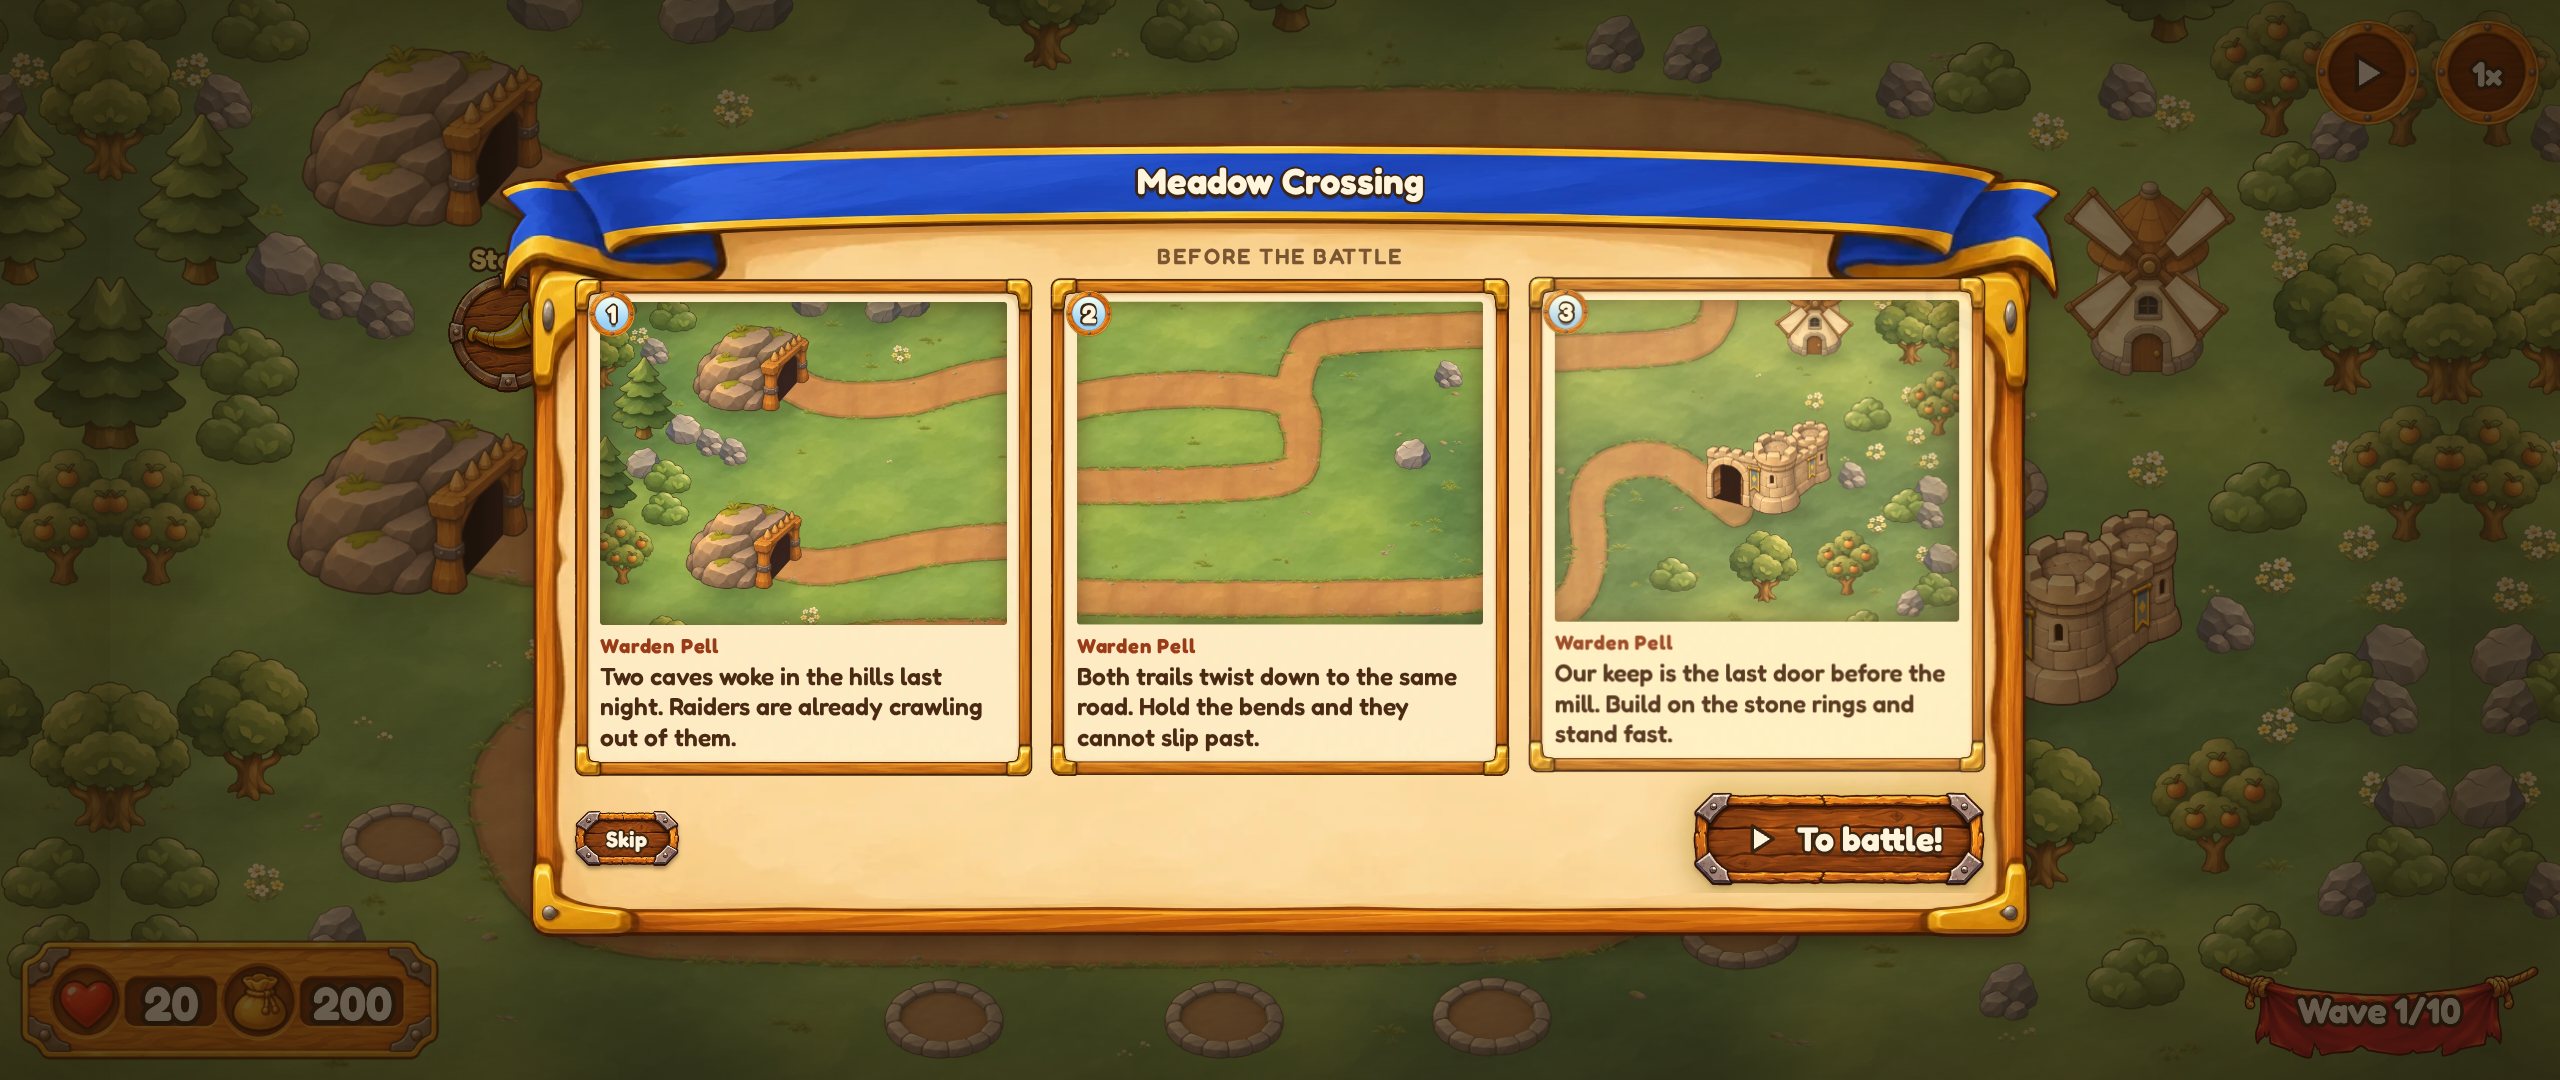 Meadow Crossing
BEFORE THE BATTLE
1x
1
2
3
Warden Pell
Two caves woke in the hills last
night. Raiders are already crawling
out of them.
Warden Pell
Both trails twist down to the same
road. Hold the bends and they
cannot slip past.
Warden Pell
Our keep is the last door before the
mill. Build on the stone rings and
stand fast.
Skip
To battle!
20
200
Wave 1/10